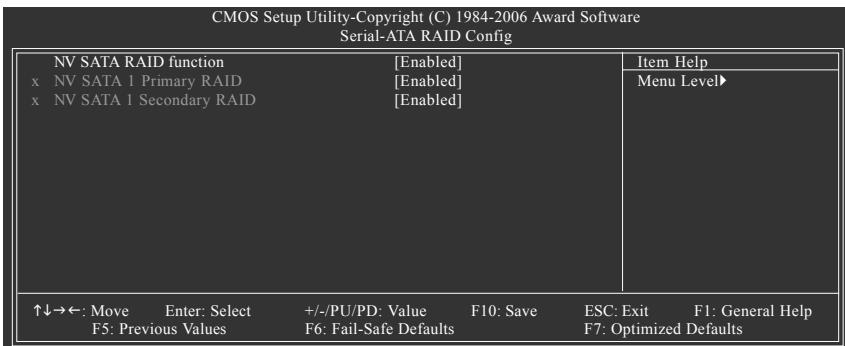 CMOS Setup Utility-Copyright (C) 1984-2006 Award Software
Serial-ATA RAID Config
NV SATA RAID function [Enabled] Item Help
x NV SATA 1 Primary RAID [Enabled] Menu Level▶
x NV SATA 1 Secondary RAID [Enabled]
↑↓→←: Move Enter: Select +/-/PU/PD: Value F10: Save ESC: Exit F1: General Help
F5: Previous Values F6: Fail-Safe Defaults F7: Optimized Defaults